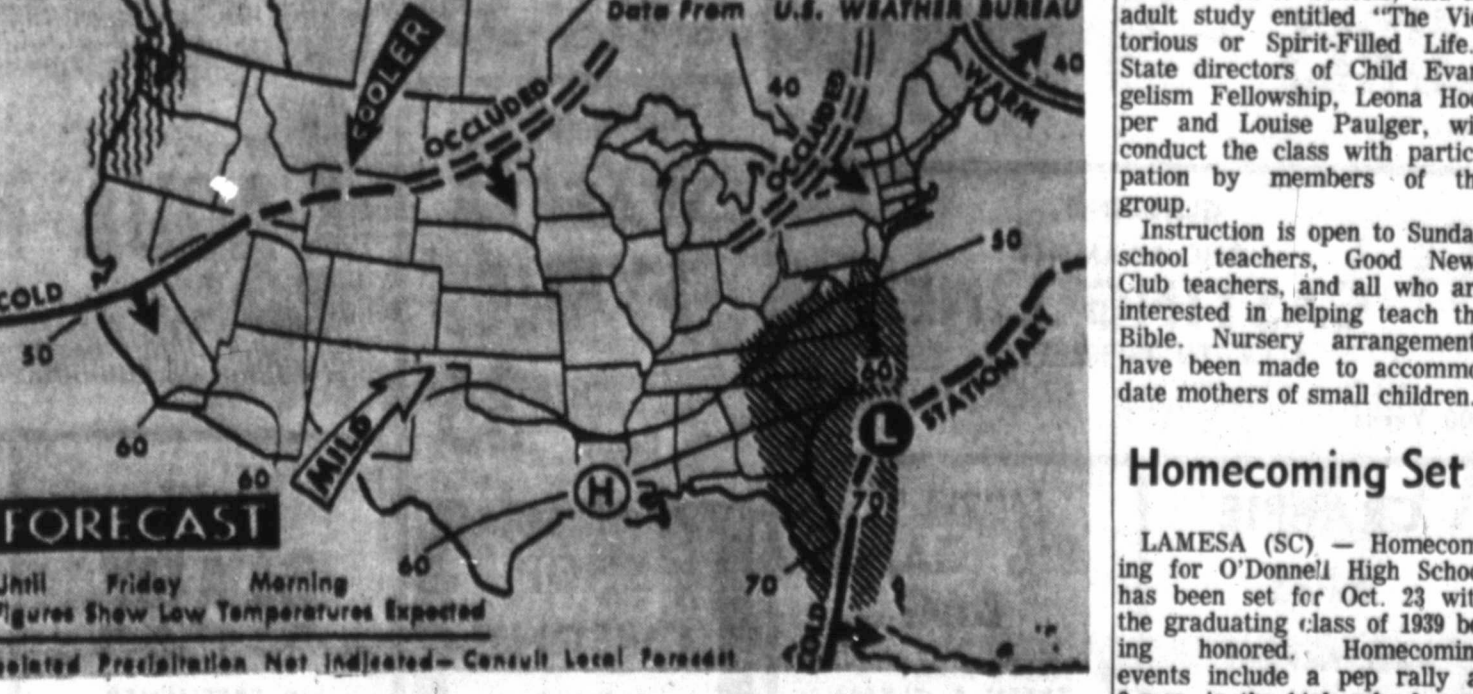 Data From U.S. WEATHER BUREAU
COOLER
OCCLUDED
40
OCCLUDED
WARM
40
50
COLD
50
STATIONARY
60
L
60
MILD
60
H
70
FORECAST
60
70
COLD
Until Friday Morning
Figures Show Low Temperatures Expected
Isolated Precipitation Not Indicated— Consult Local Forecast
adult study entitled "The Vic
torious or Spirit-Filled Life.
State directors of Child Evan
gelism Fellowship, Leona Hoo
per and Louise Paulger, wi
conduct the class with partic
pation by members of th
group.
Instruction is open to Sunda
school teachers, Good New
Club teachers, and all who ar
interested in helping teach th
Bible. Nursery arrangement
have been made to accommo
date mothers of small children.
Homecoming Set
LAMESA (SC) — Homecom
ing for O'Donnell High Schoo
has been set for Oct. 23 wit
the graduating class of 1939 be
ing honored. Homecoming
events include a pep rally a